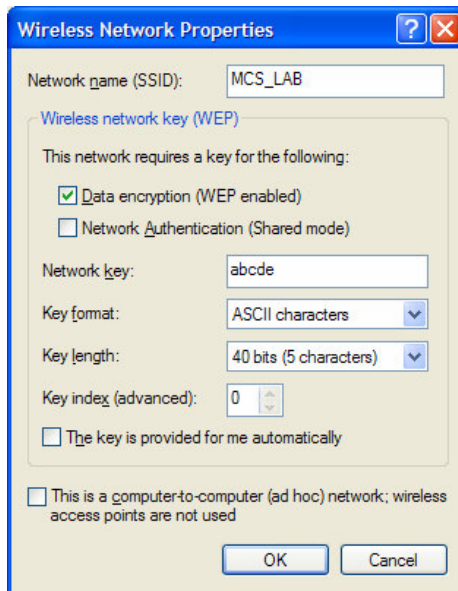 Wireless Network Properties
Network name (SSID): MCS_LAB
Wireless network key (WEP)
This network requires a key for the following:
Data encryption (WEP enabled)
Network Authentication (Shared mode)
Network key: abcde
Key format: ASCII characters
Key length: 40 bits (5 characters)
Key index (advanced): 0
The key is provided for me automatically
This is a computer-to-computer (ad hoc) network; wireless
access points are not used
OK Cancel